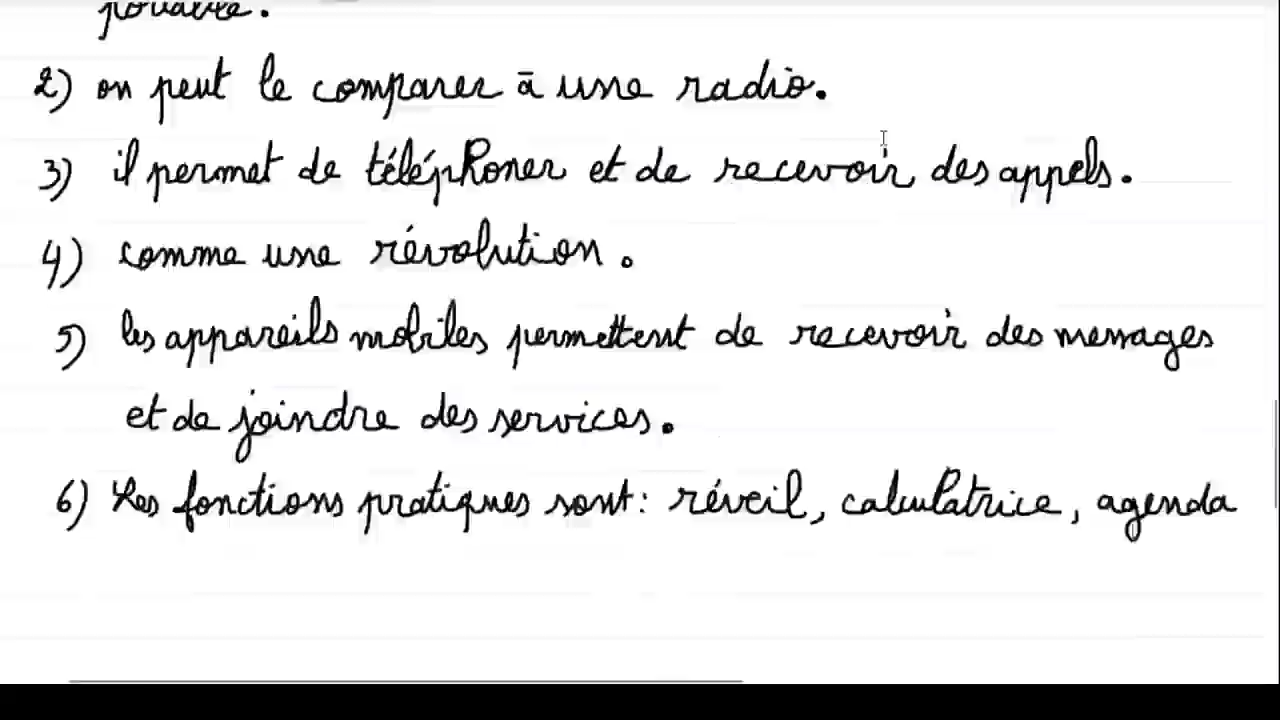 portable.
2) on peut le comparer à une radio.
3) il permet de téléphoner et de recevoir des appels.
4) comme une révolution.
5) les appareils mobiles permettent de recevoir des messages
et de joindre des services.
6) Les fonctions pratiques sont : réveil, calculatrice, agenda